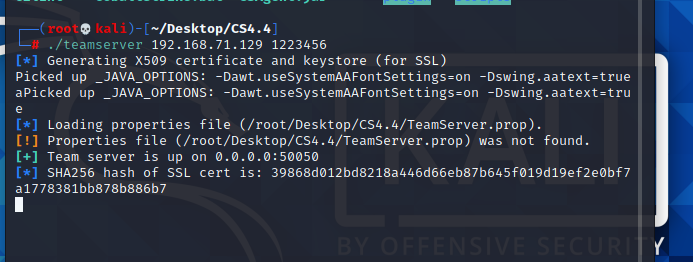 ┌──(root💀kali)-[~/Desktop/CS4.4]
└─# ./teamserver 192.168.71.129 1223456
[*] Generating X509 certificate and keystore (for SSL)
Picked up _JAVA_OPTIONS: -Dawt.useSystemAAFontSettings=on -Dswing.aatext=true
aPicked up _JAVA_OPTIONS: -Dawt.useSystemAAFontSettings=on -Dswing.aatext=tru
e
[*] Loading properties file (/root/Desktop/CS4.4/TeamServer.prop).
[!] Properties file (/root/Desktop/CS4.4/TeamServer.prop) was not found.
[+] Team server is up on 0.0.0.0:50050
[*] SHA256 hash of SSL cert is: 39868d012bd8218a446d66eb87b645f019d19ef2e0bf7
a1778381bb878b886b7
KALI
BY OFFENSIVE SECURITY